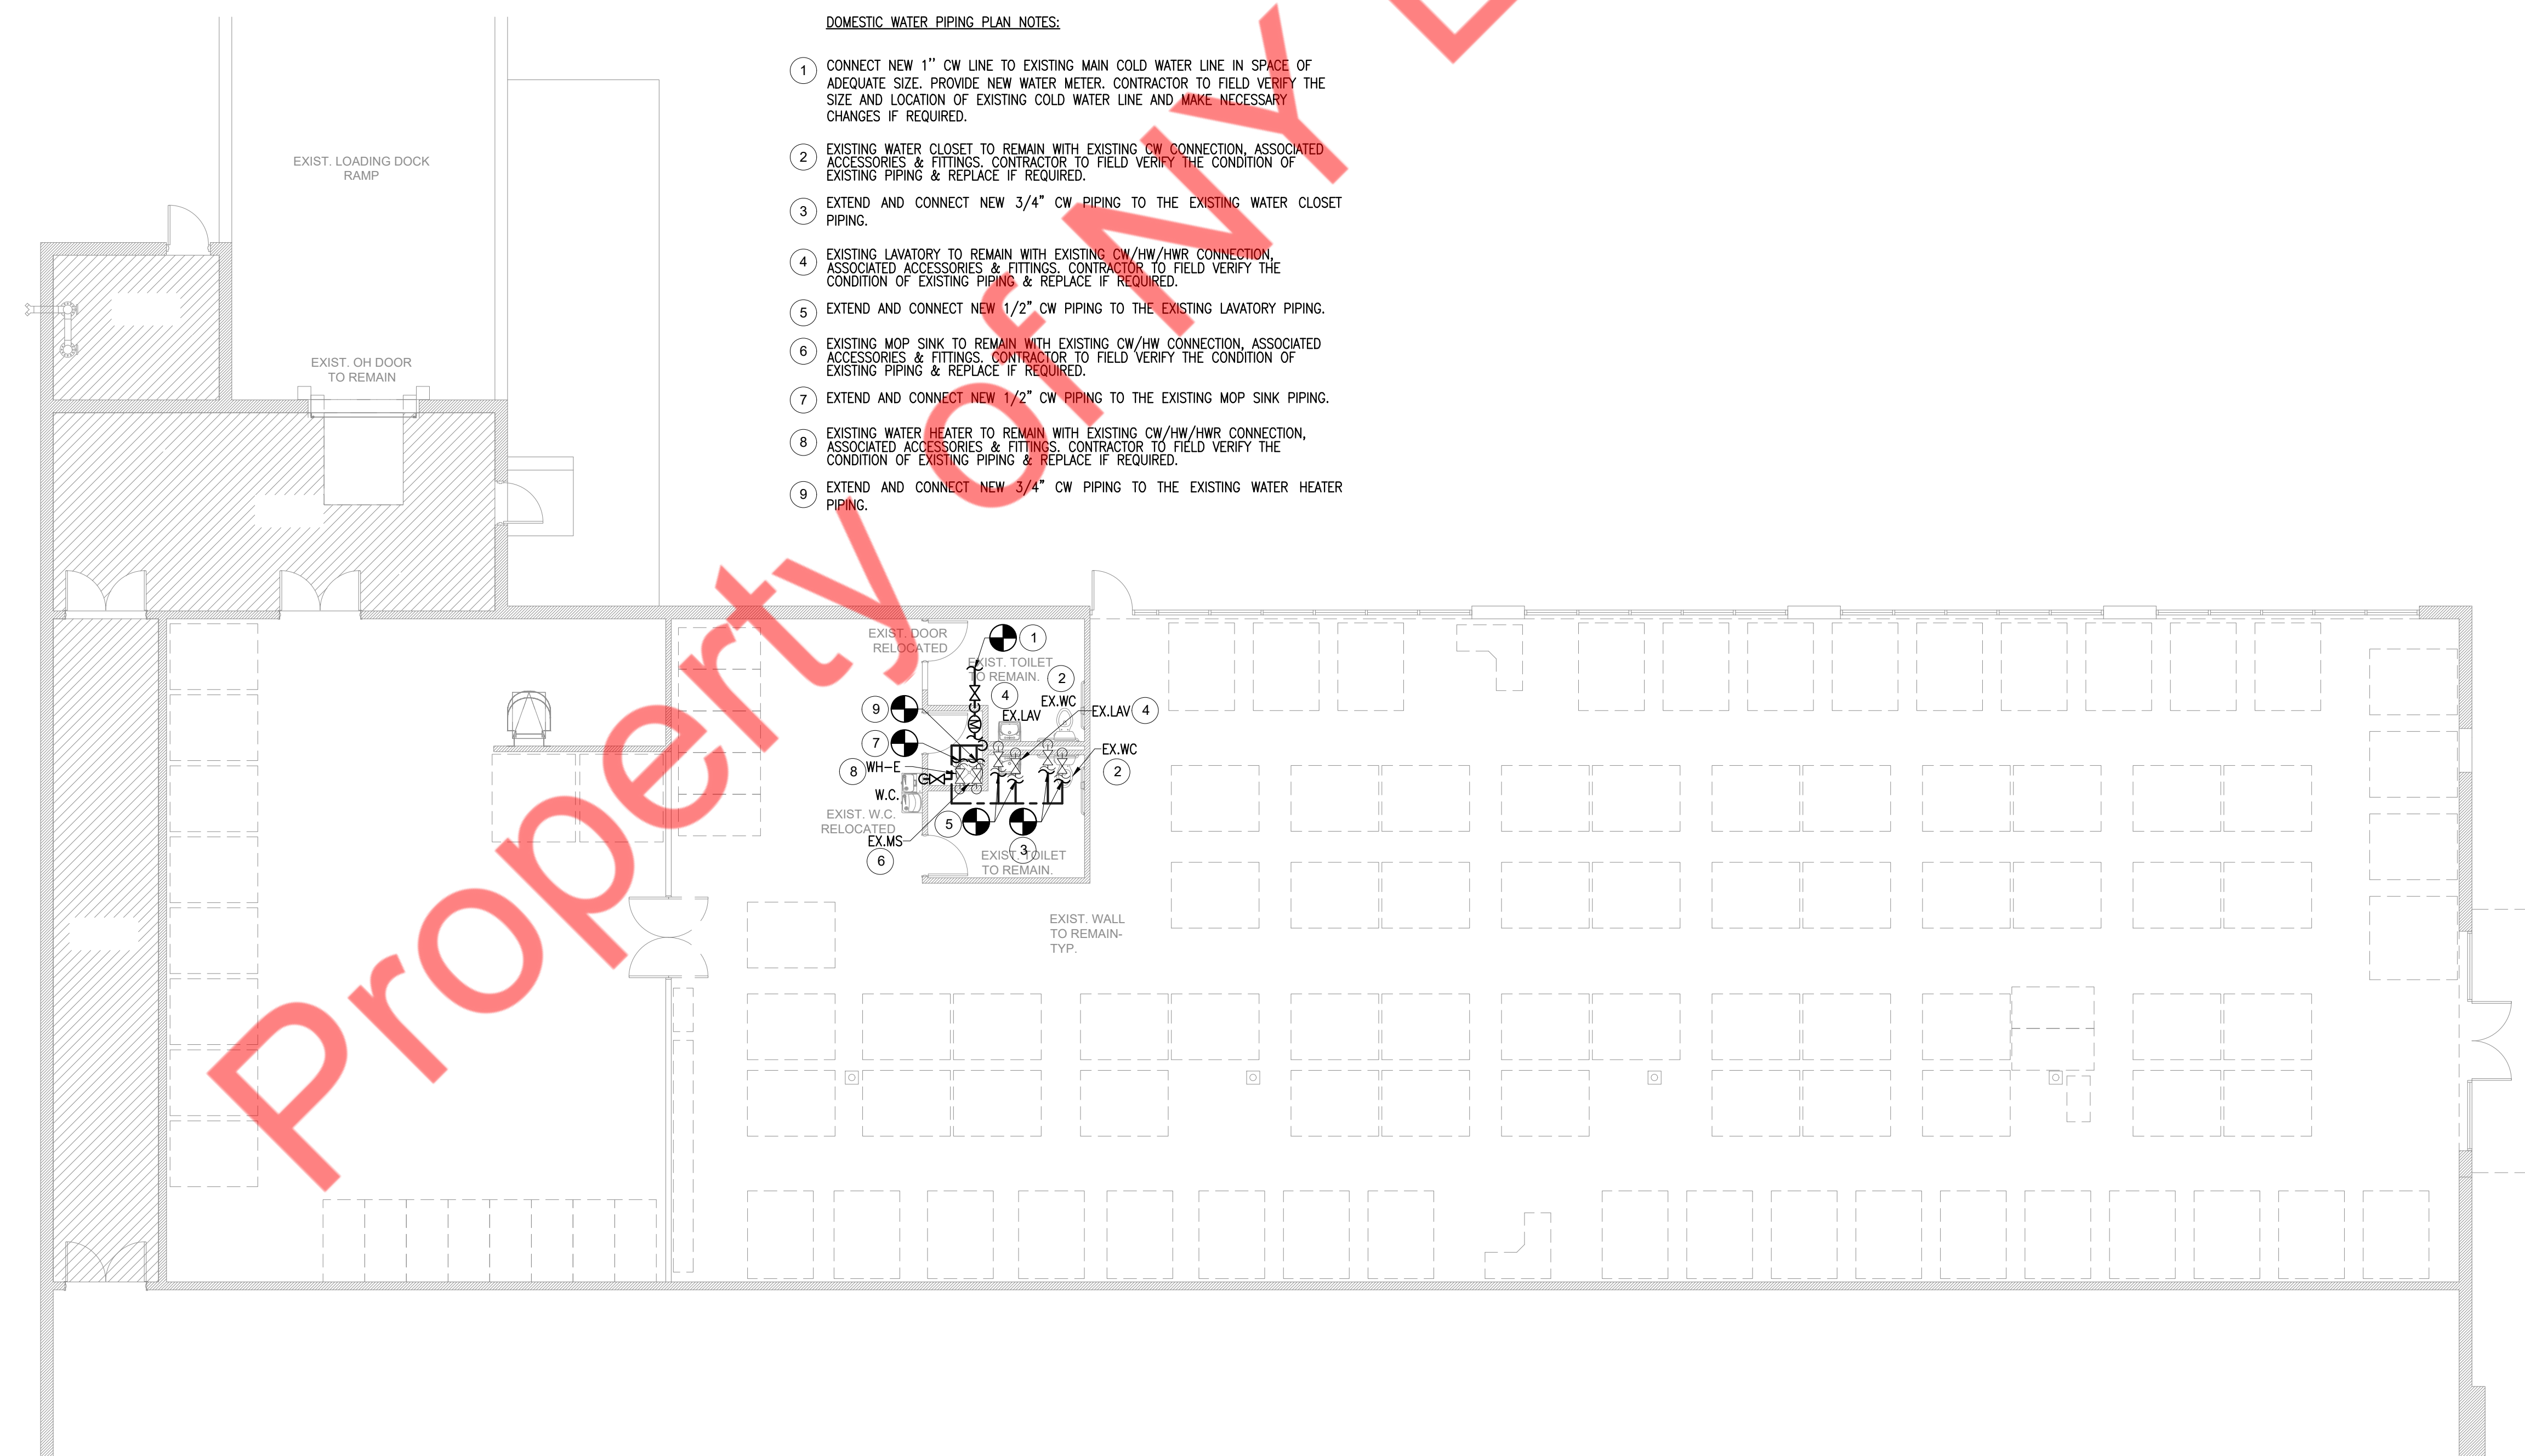 DOMESTIC WATER PIPING PLAN NOTES:
1 CONNECT NEW 1'' CW LINE TO EXISTING MAIN COLD WATER LINE IN SPACE OF
ADEQUATE SIZE. PROVIDE NEW WATER METER. CONTRACTOR TO FIELD VERIFY THE
SIZE AND LOCATION OF EXISTING COLD WATER LINE AND MAKE NECESSARY
CHANGES IF REQUIRED.
2 EXISTING WATER CLOSET TO REMAIN WITH EXISTING CW CONNECTION, ASSOCIATED
ACCESSORIES & FITTINGS. CONTRACTOR TO FIELD VERIFY THE CONDITION OF
EXISTING PIPING & REPLACE IF REQUIRED.
3 EXTEND AND CONNECT NEW 3/4" CW PIPING TO THE EXISTING WATER CLOSET
PIPING.
4 EXISTING LAVATORY TO REMAIN WITH EXISTING CW/HW/HWR CONNECTION,
ASSOCIATED ACCESSORIES & FITTINGS. CONTRACTOR TO FIELD VERIFY THE
CONDITION OF EXISTING PIPING & REPLACE IF REQUIRED.
5 EXTEND AND CONNECT NEW 1/2" CW PIPING TO THE EXISTING LAVATORY PIPING.
6 EXISTING MOP SINK TO REMAIN WITH EXISTING CW/HW CONNECTION, ASSOCIATED
ACCESSORIES & FITTINGS. CONTRACTOR TO FIELD VERIFY THE CONDITION OF
EXISTING PIPING & REPLACE IF REQUIRED.
7 EXTEND AND CONNECT NEW 1/2" CW PIPING TO THE EXISTING MOP SINK PIPING.
8 EXISTING WATER HEATER TO REMAIN WITH EXISTING CW/HW/HWR CONNECTION,
ASSOCIATED ACCESSORIES & FITTINGS. CONTRACTOR TO FIELD VERIFY THE
CONDITION OF EXISTING PIPING & REPLACE IF REQUIRED.
9 EXTEND AND CONNECT NEW 3/4" CW PIPING TO THE EXISTING WATER HEATER
PIPING.
EXIST. LOADING DOCK
RAMP
EXIST. OH DOOR
TO REMAIN
EXIST. DOOR
RELOCATED
1
EXIST. TOILET
TO REMAIN.
2
4
EX.WC
EX.LAV
EX.LAV 4
9
7
M
EX.WC
2
8 WH-E
W.C.
EXIST. W.C.
RELOCATED
5
3
EX.MS
6
EXIST. TOILET
TO REMAIN.
EXIST. WALL
TO REMAIN-
TYP.
Property of NY